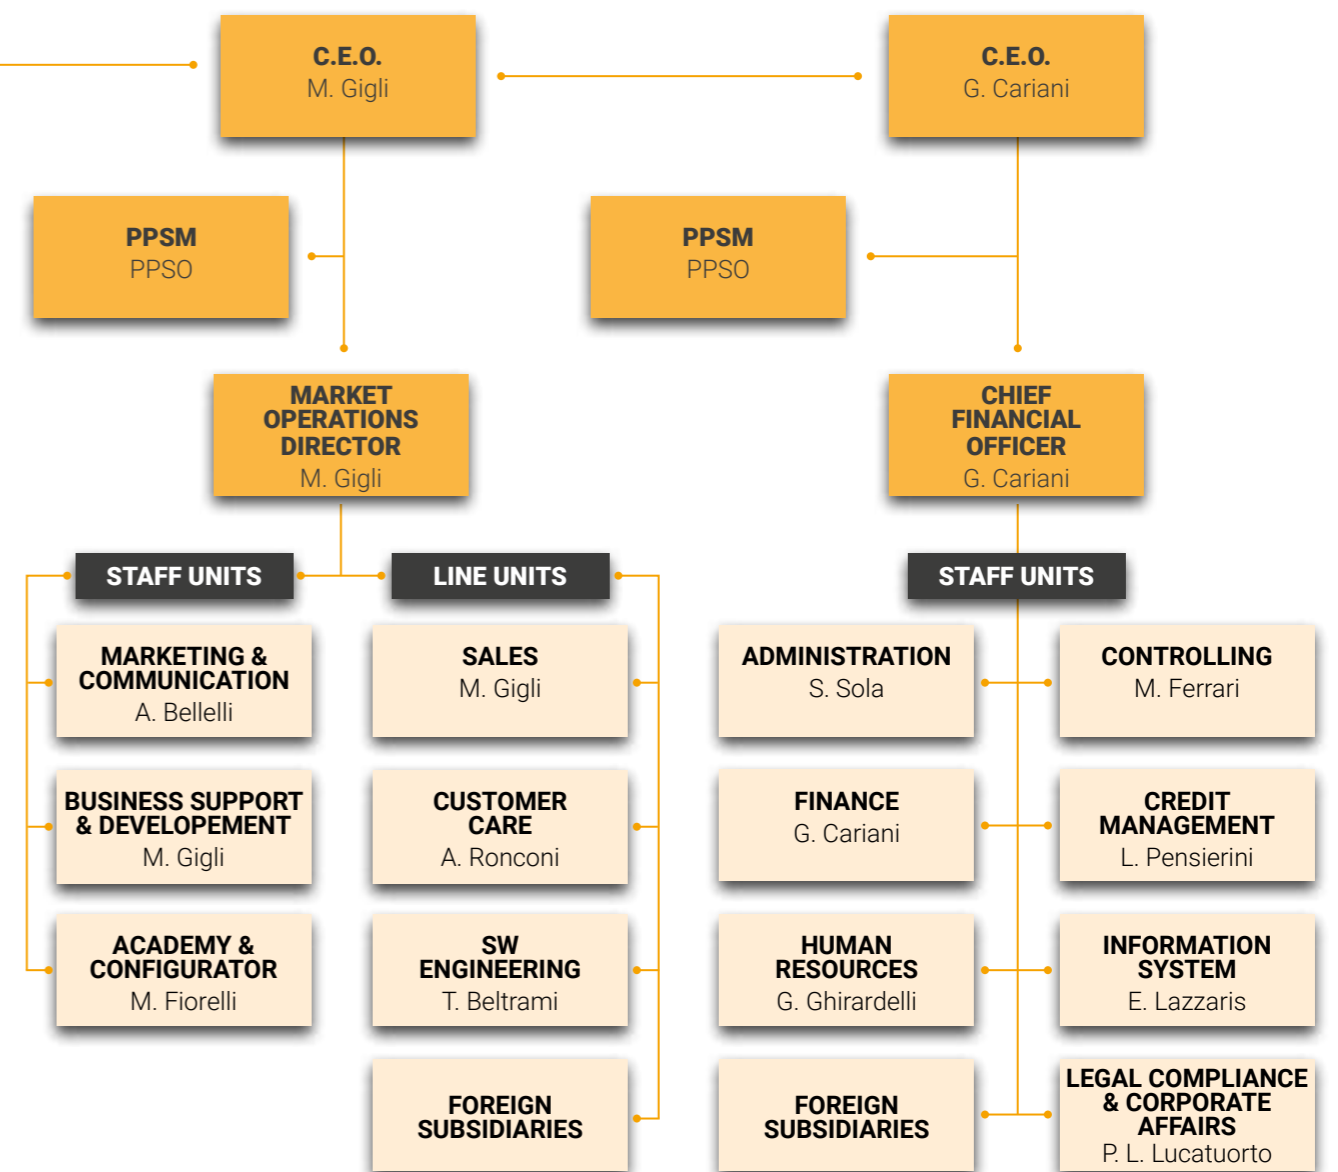 C.E.O.
M. Gigli
C.E.O.
G. Cariani
PPSM
PPSO
PPSM
PPSO
MARKET
OPERATIONS
DIRECTOR
M. Gigli
CHIEF
FINANCIAL
OFFICER
G. Cariani
STAFF UNITS
LINE UNITS
STAFF UNITS
MARKETING &
COMMUNICATION
A. Bellelli
SALES
M. Gigli
ADMINISTRATION
S. Sola
CONTROLLING
M. Ferrari
BUSINESS SUPPORT
& DEVELOPEMENT
M. Gigli
CUSTOMER
CARE
A. Ronconi
FINANCE
G. Cariani
CREDIT
MANAGEMENT
L. Pensierini
ACADEMY &
CONFIGURATOR
M. Fiorelli
SW
ENGINEERING
T. Beltrami
HUMAN
RESOURCES
G. Ghirardelli
INFORMATION
SYSTEM
E. Lazzaris
FOREIGN
SUBSIDIARIES
FOREIGN
SUBSIDIARIES
LEGAL COMPLIANCE
& CORPORATE
AFFAIRS
P. L. Lucatuorto